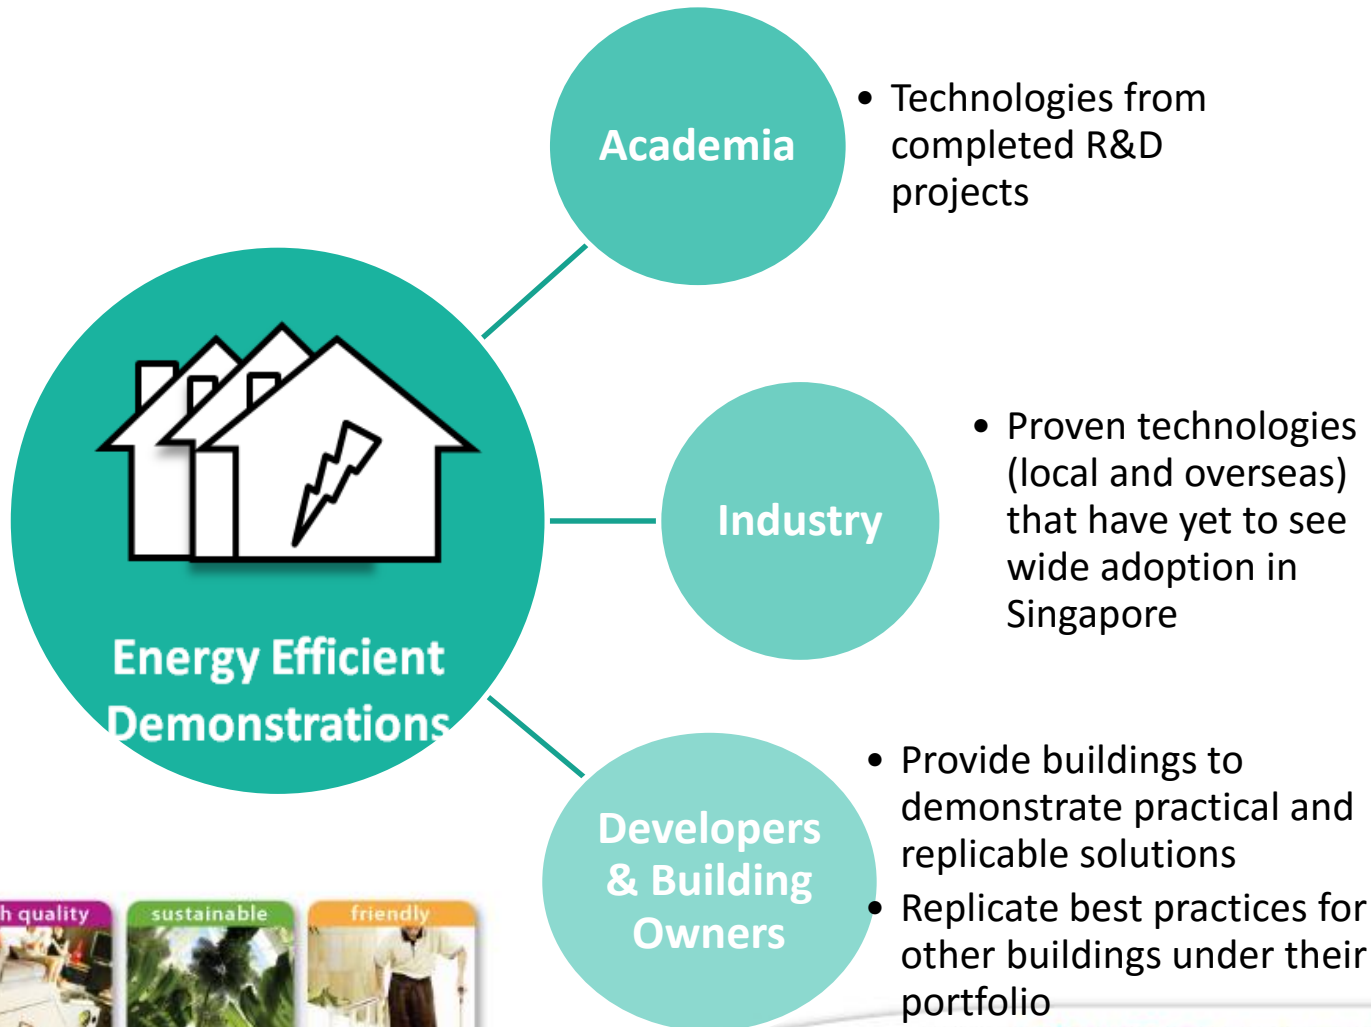 Academia
• Technologies from
completed R&D
projects
Industry
• Proven technologies
(local and overseas)
that have yet to see
wide adoption in
Singapore
Energy Efficient
Demonstrations
Developers
& Building
Owners
• Provide buildings to
demonstrate practical and
replicable solutions
• Replicate best practices for
other buildings under their
portfolio
h quality
sustainable
friendly